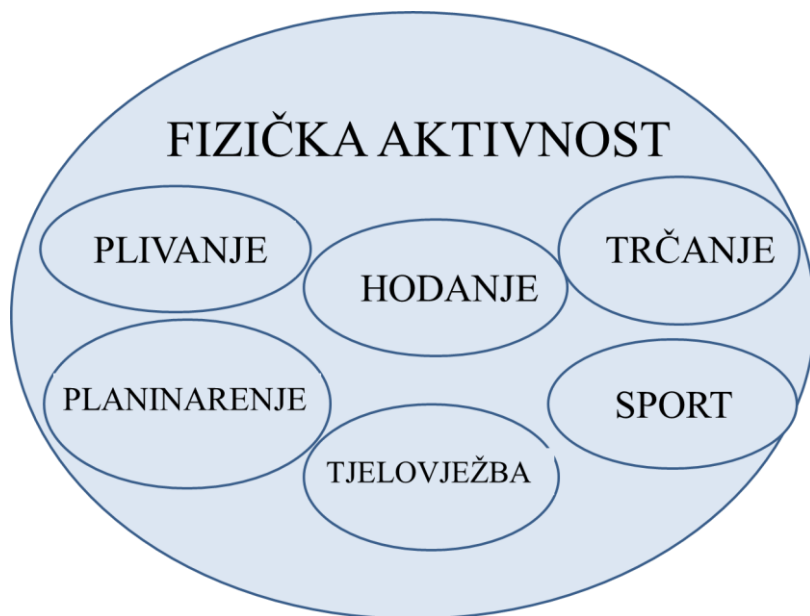 FIZIČKA AKTIVNOST
PLIVANJE
HODANJE
TRČANJE
PLANINARENJE
TJELOVJEŽBA
SPORT